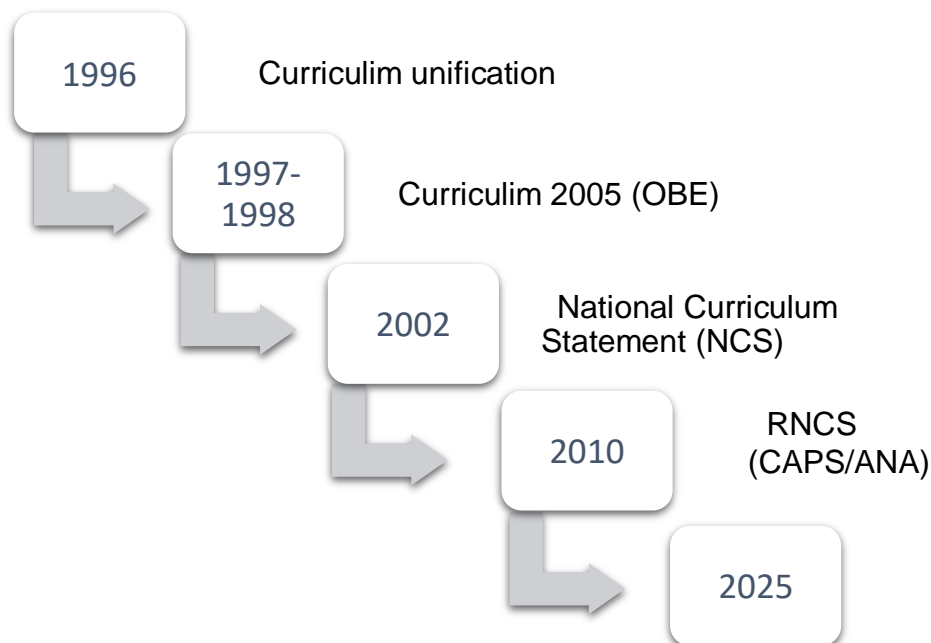 1996
Curriculim unification
1997-
1998
Curriculim 2005 (OBE)
2002
National Curriculum
Statement (NCS)
2010
RNCS
(CAPS/ANA)
2025